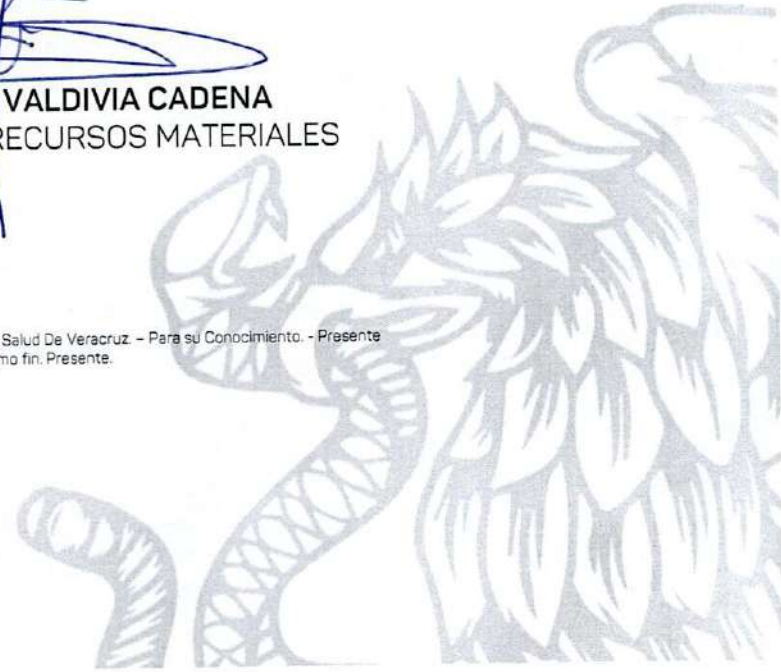 VALDIVIA CADENA
RECURSOS MATERIALES
Salud De Veracruz. – Para su Conocimiento. - Presente
mo fin. Presente.